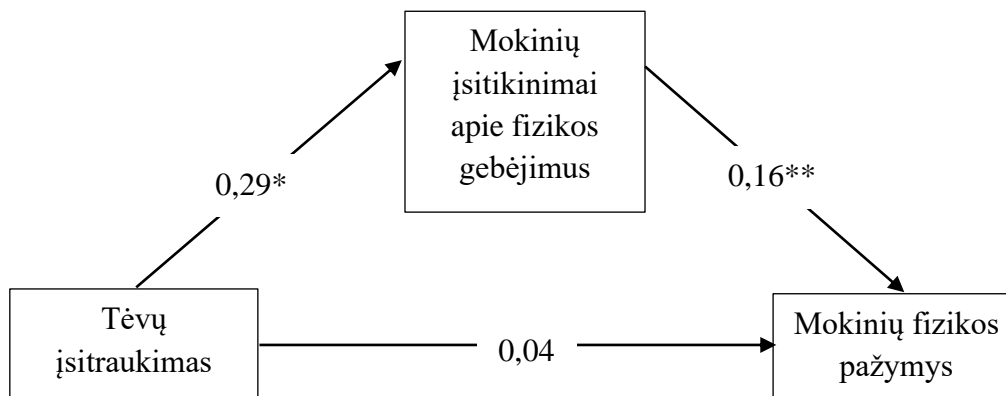 Mokinių
įsitikinimai
apie fizikos
gebėjimus
0,29*
0,16**
Tėvų
įsitraukimas
0,04
Mokinių fizikos
pažymys